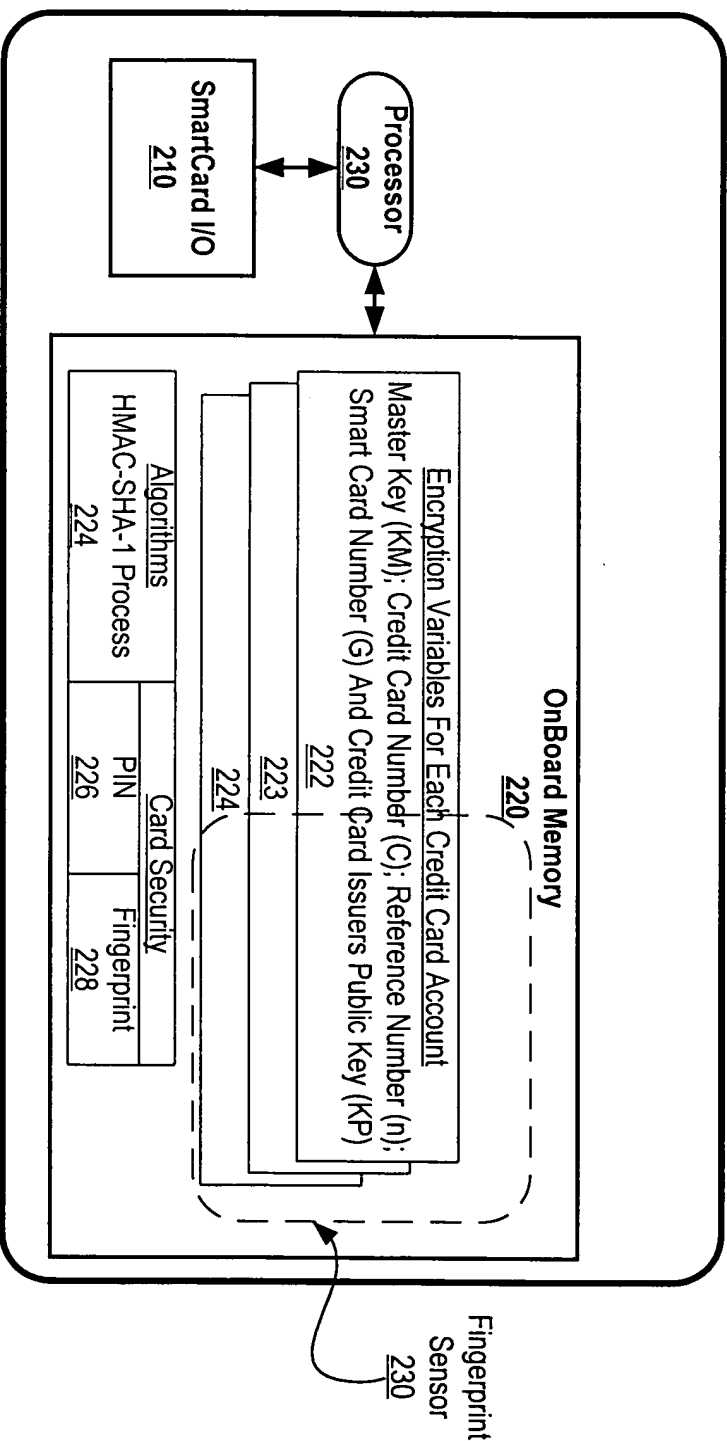 OnBoard Memory
220
Processor
230
SmartCard I/O
210
Encryption Variables For Each Credit Card Account
Master Key (KM); Credit Card Number (C); Reference Number (n);
Smart Card Number (G) And Credit Card Issuers Public Key (KP)
222
223
224
Algorithms
HMAC-SHA-1 Process
224
Card Security
PIN
226
Fingerprint
228
Fingerprint
Sensor
230